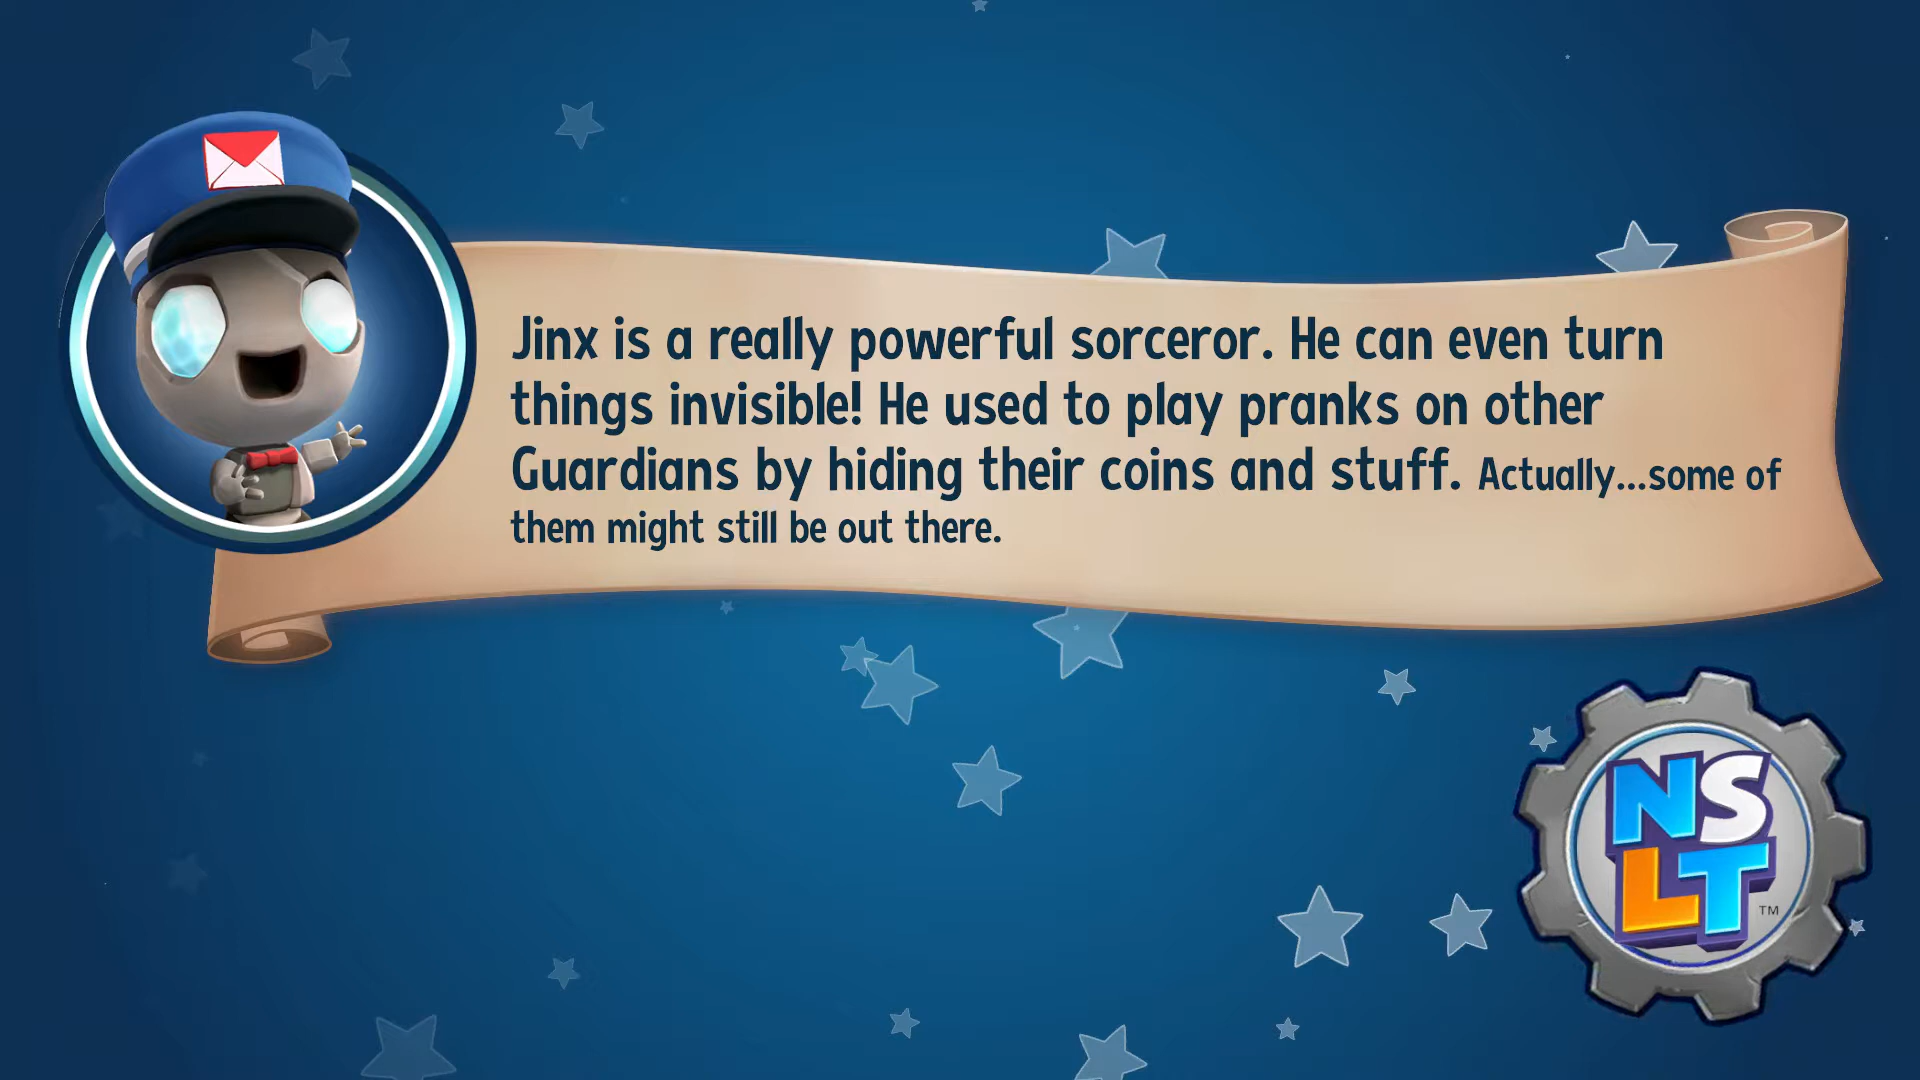 Jinx is a really powerful sorceror. He can even turn
things invisible! He used to play pranks on other
Guardians by hiding their coins and stuff. Actually...some of
them might still be out there.
NS
LT
TM